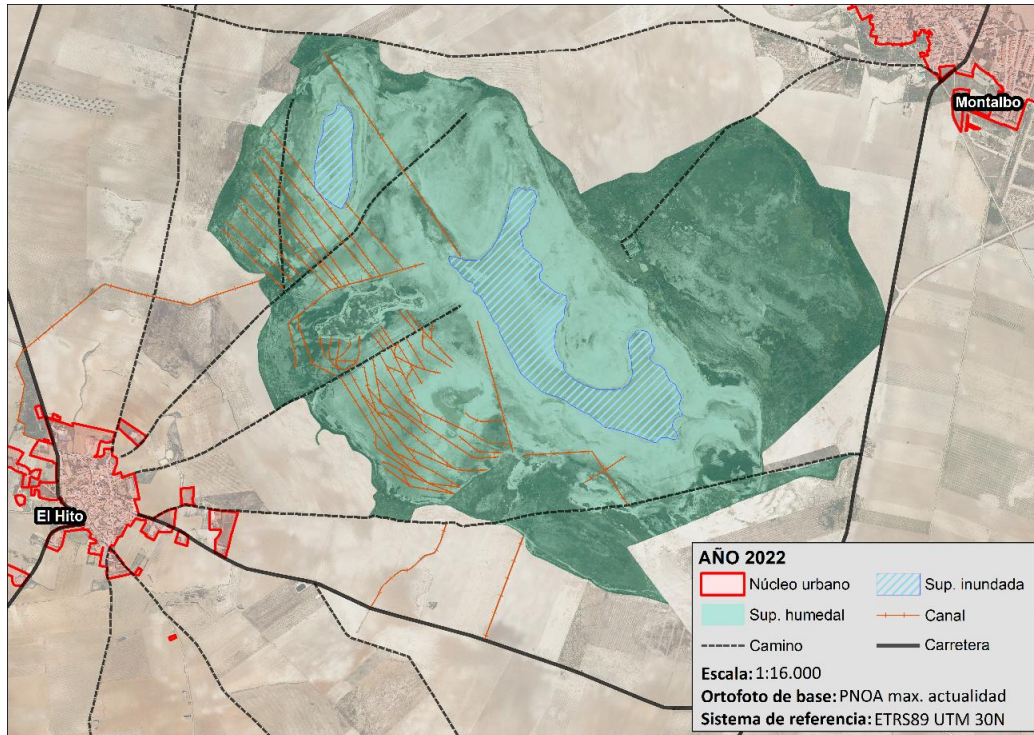 Montalbo
El Hito
AÑO 2022
Núcleo urbano
Sup. inundada
Sup. humedal
Canal
Camino
Carretera
Escala: 1:16.000
Ortofoto de base: PNOA max. actualidad
Sistema de referencia: ETRS89 UTM 30N